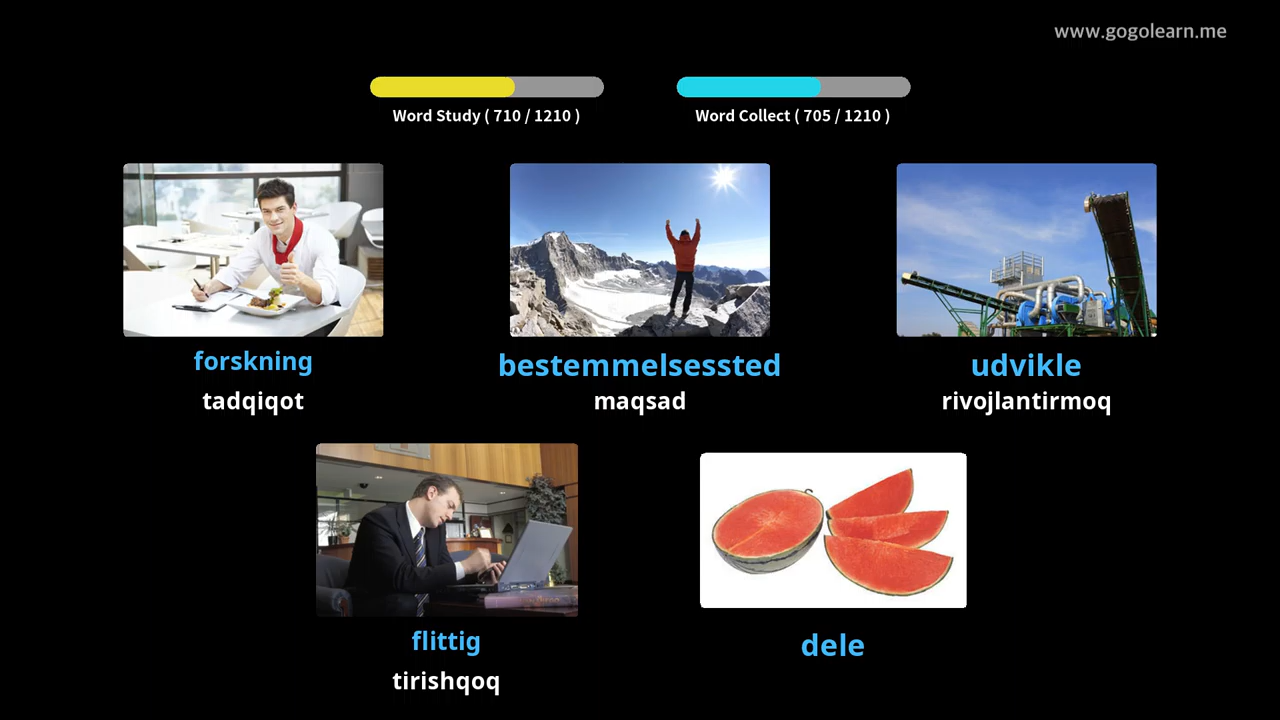 www.gogolearn.me
Word Study ( 710 / 1210 )
Word Collect ( 705 / 1210 )
forskning
tadqiqot
bestemmelsessted
maqsad
udvikle
rivojlantirmoq
flittig
tirishqoq
dele